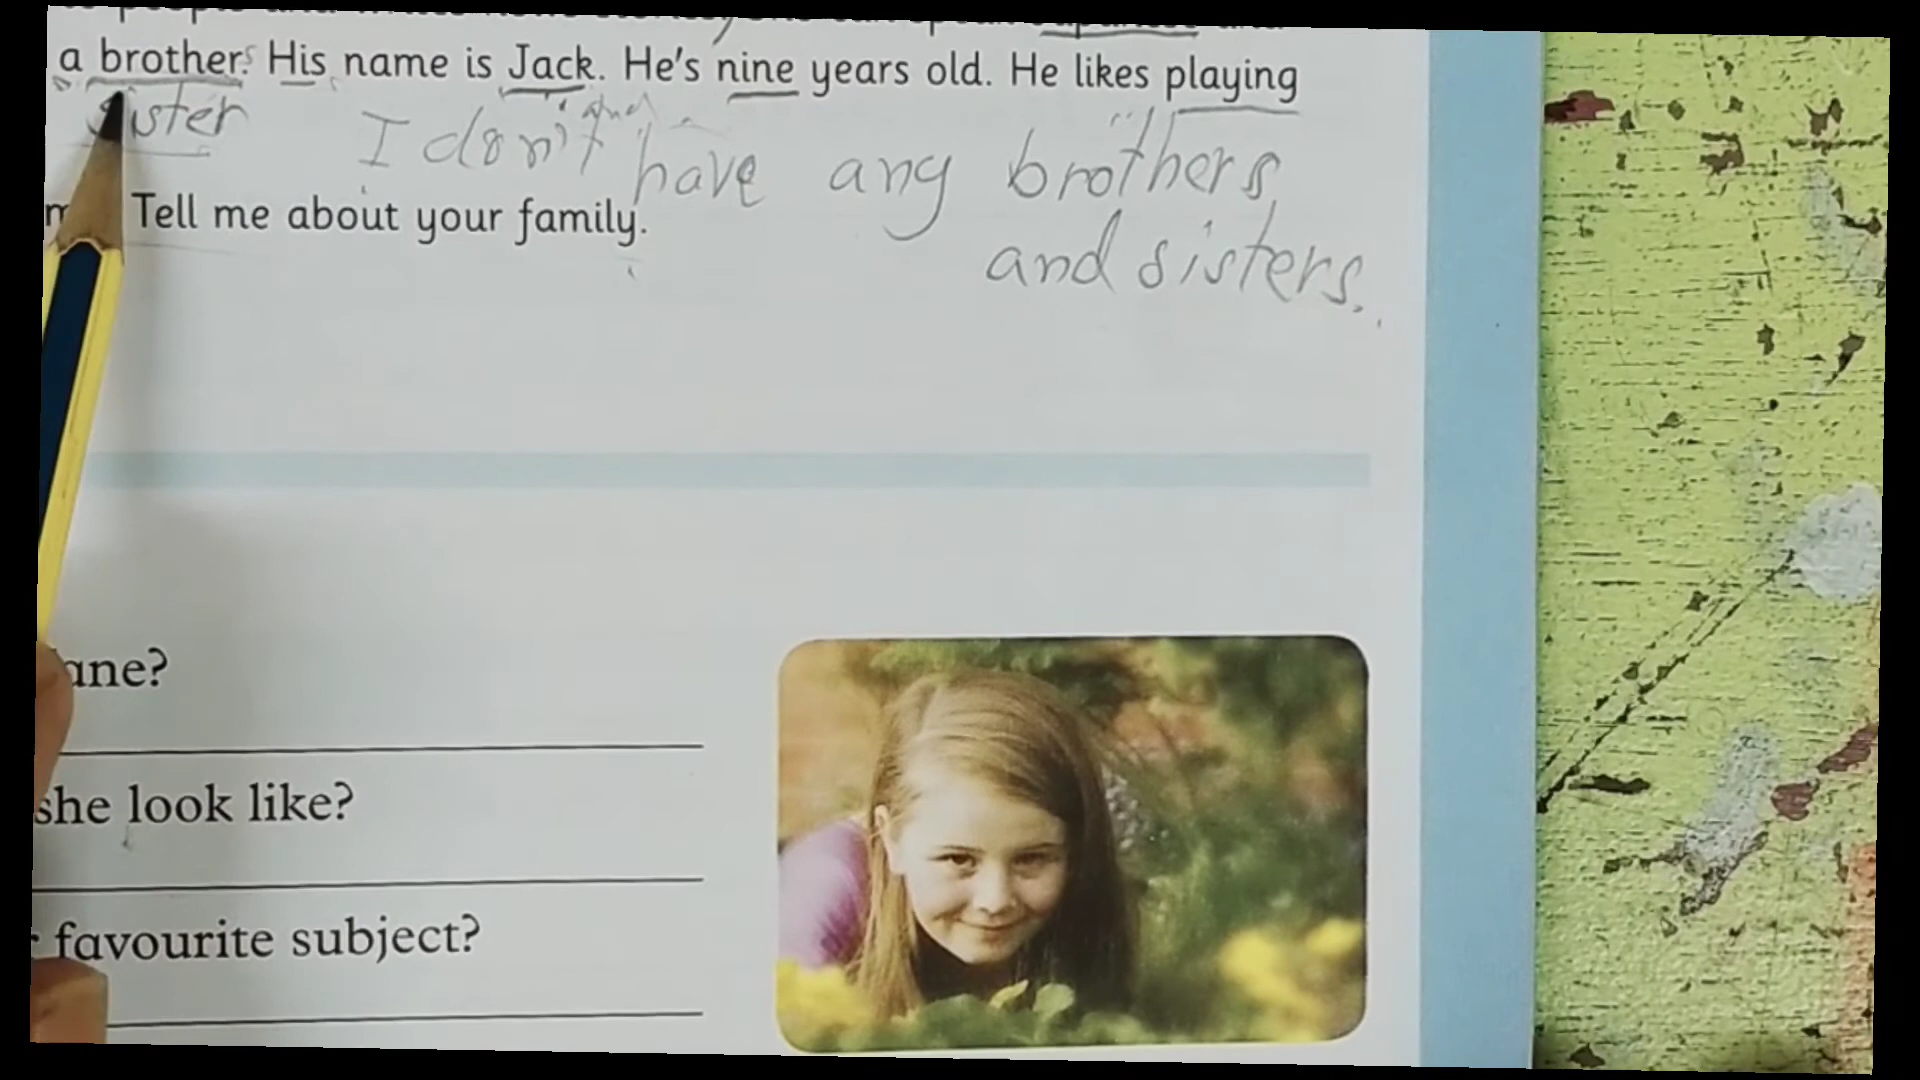 a brother. His name is Jack. He's nine years old. He likes playing
sister
I don't have any brothers
and sisters.
Tell me about your family.
ane?
she look like?
favourite subject?